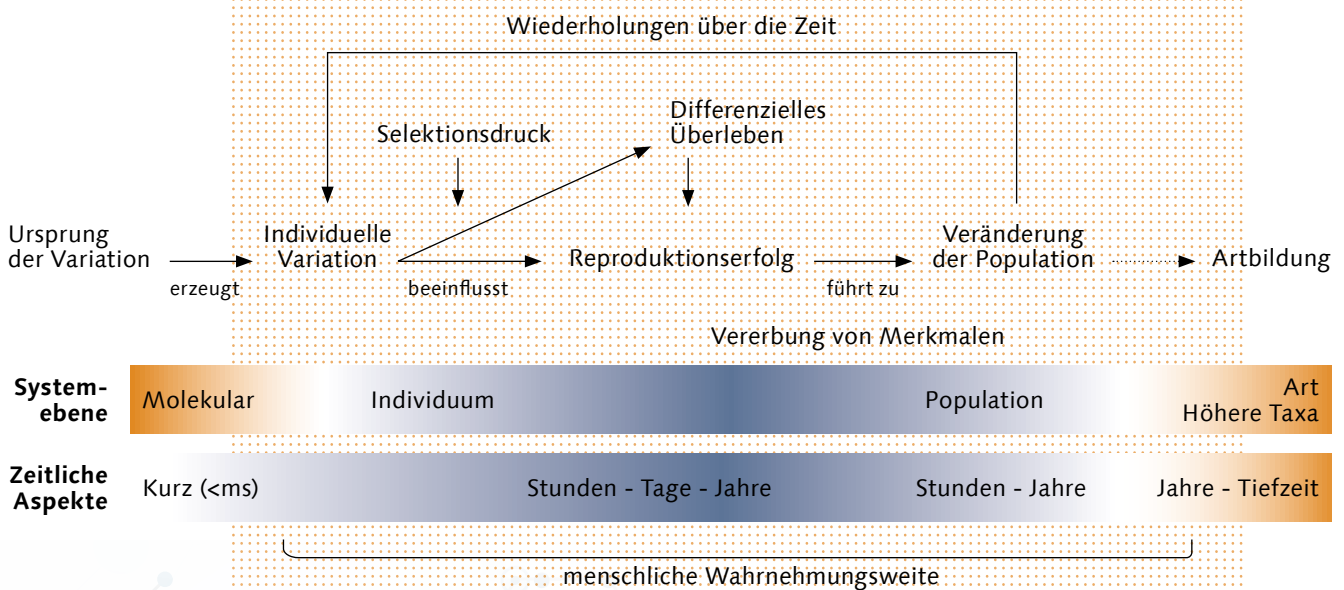 Wiederholungen über die Zeit
Differenzielles
Überleben
Selektionsdruck
Ursprung
der Variation
erzeugt
Individuelle
Variation
beeinflusst
Reproduktionserfolg
führt zu
Veränderung
der Population
Artbildung
Vererbung von Merkmalen
System-
ebene
Molekular
Individuum
Population
Art
Höhere Taxa
Zeitliche
Aspekte
Kurz (<ms)
Stunden - Tage - Jahre
Stunden - Jahre
Jahre - Tiefzeit
menschliche Wahrnehmungsweite